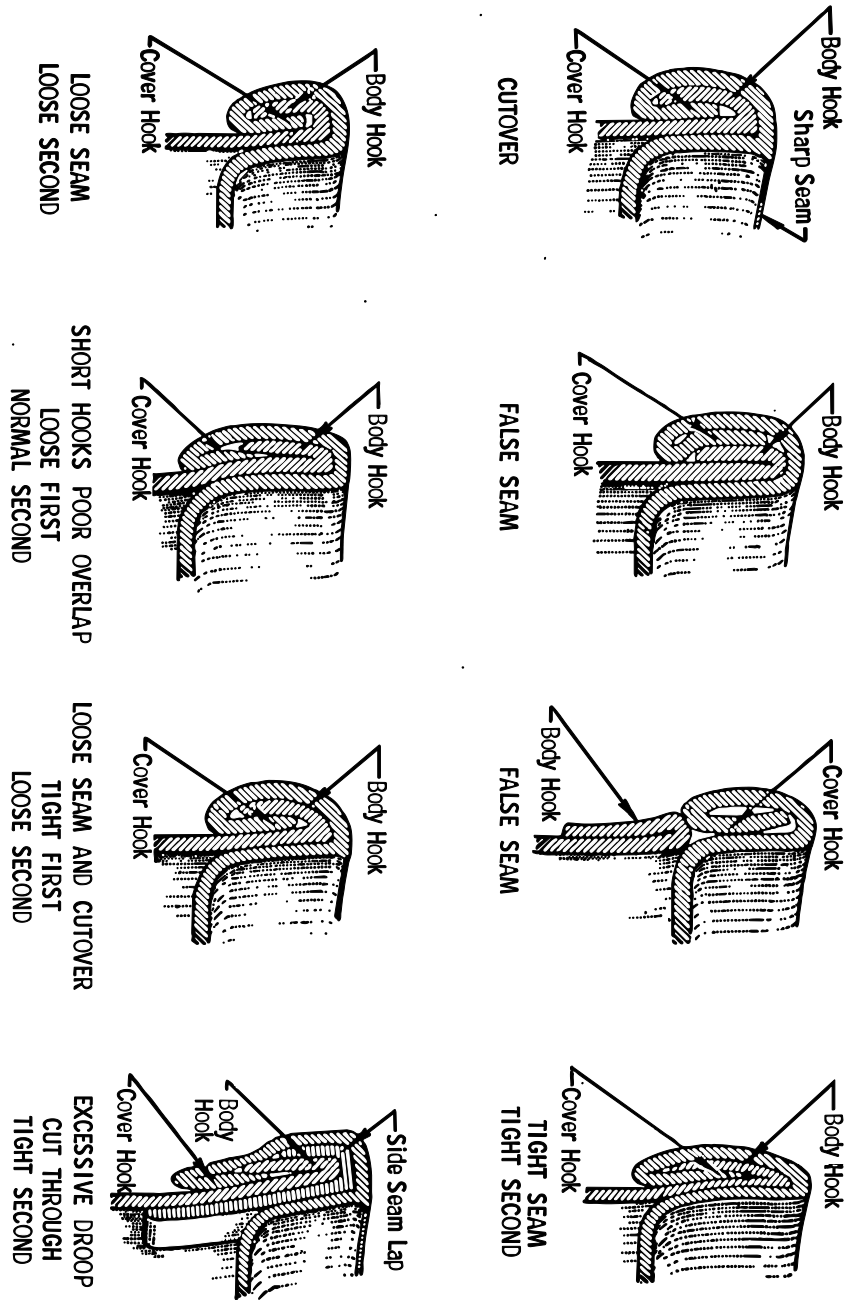 Body Hook
Sharp Seam
Cover Hook
CUTOVER
Body Hook
Cover Hook
FALSE SEAM
Cover Hook
Body Hook
FALSE SEAM
Body Hook
Cover Hook
TIGHT SEAM
TIGHT SECOND
Body Hook
Cover Hook
LOOSE SEAM
LOOSE SECOND
Body Hook
Cover Hook
SHORT HOOKS POOR OVERLAP
LOOSE FIRST
NORMAL SECOND
Body Hook
Cover Hook
LOOSE SEAM AND CUTOVER
TIGHT FIRST
LOOSE SECOND
Side Seam Lap
Body
Hook
Cover Hook
EXCESSIVE DROOP
CUT THROUGH
TIGHT SECOND